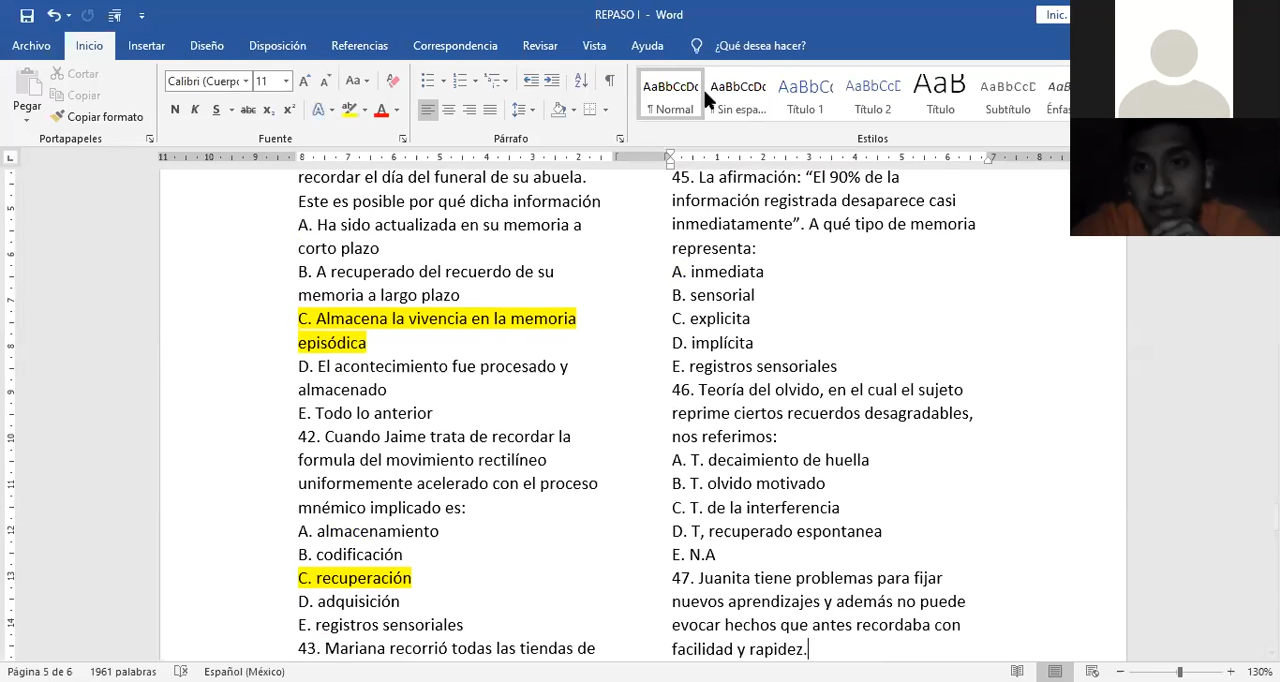 REPASO I - Word
Inic.
Archivo Inicio Insertar Diseño Disposición Referencias Correspondencia Revisar Vista Ayuda ¿Qué desea hacer?
Pegar
Cortar
Copiar
Copiar formato
Portapapeles
Calibri (Cuerpo 11
N K S abc x₂ x²
Fuente
Párrafo
AaBbCcDc AaBbCcDc AaBbCc AaBbCcD AaB AaBbCcD
¶ Normal ¶ Sin espa... Título 1 Título 2 Título Subtítulo Énfas
Estilos
recordar el día del funeral de su abuela.
Este es posible por qué dicha información
A. Ha sido actualizada en su memoria a
corto plazo
B. A recuperado del recuerdo de su
memoria a largo plazo
C. Almacena la vivencia en la memoria
episódica
D. El acontecimiento fue procesado y
almacenado
E. Todo lo anterior
42. Cuando Jaime trata de recordar la
formula del movimiento rectilíneo
uniformemente acelerado con el proceso
mnémico implicado es:
A. almacenamiento
B. codificación
C. recuperación
D. adquisición
E. registros sensoriales
43. Mariana recorrió todas las tiendas de
45. La afirmación: “El 90% de la
información registrada desaparece casi
inmediatamente”. A qué tipo de memoria
representa:
A. inmediata
B. sensorial
C. explicita
D. implícita
E. registros sensoriales
46. Teoría del olvido, en el cual el sujeto
reprime ciertos recuerdos desagradables,
nos referimos:
A. T. decaimiento de huella
B. T. olvido motivado
C. T. de la interferencia
D. T, recuperado espontanea
E. N.A
47. Juanita tiene problemas para fijar
nuevos aprendizajes y además no puede
evocar hechos que antes recordaba con
facilidad y rapidez.
Página 5 de 6 1961 palabras Español (México) 130%